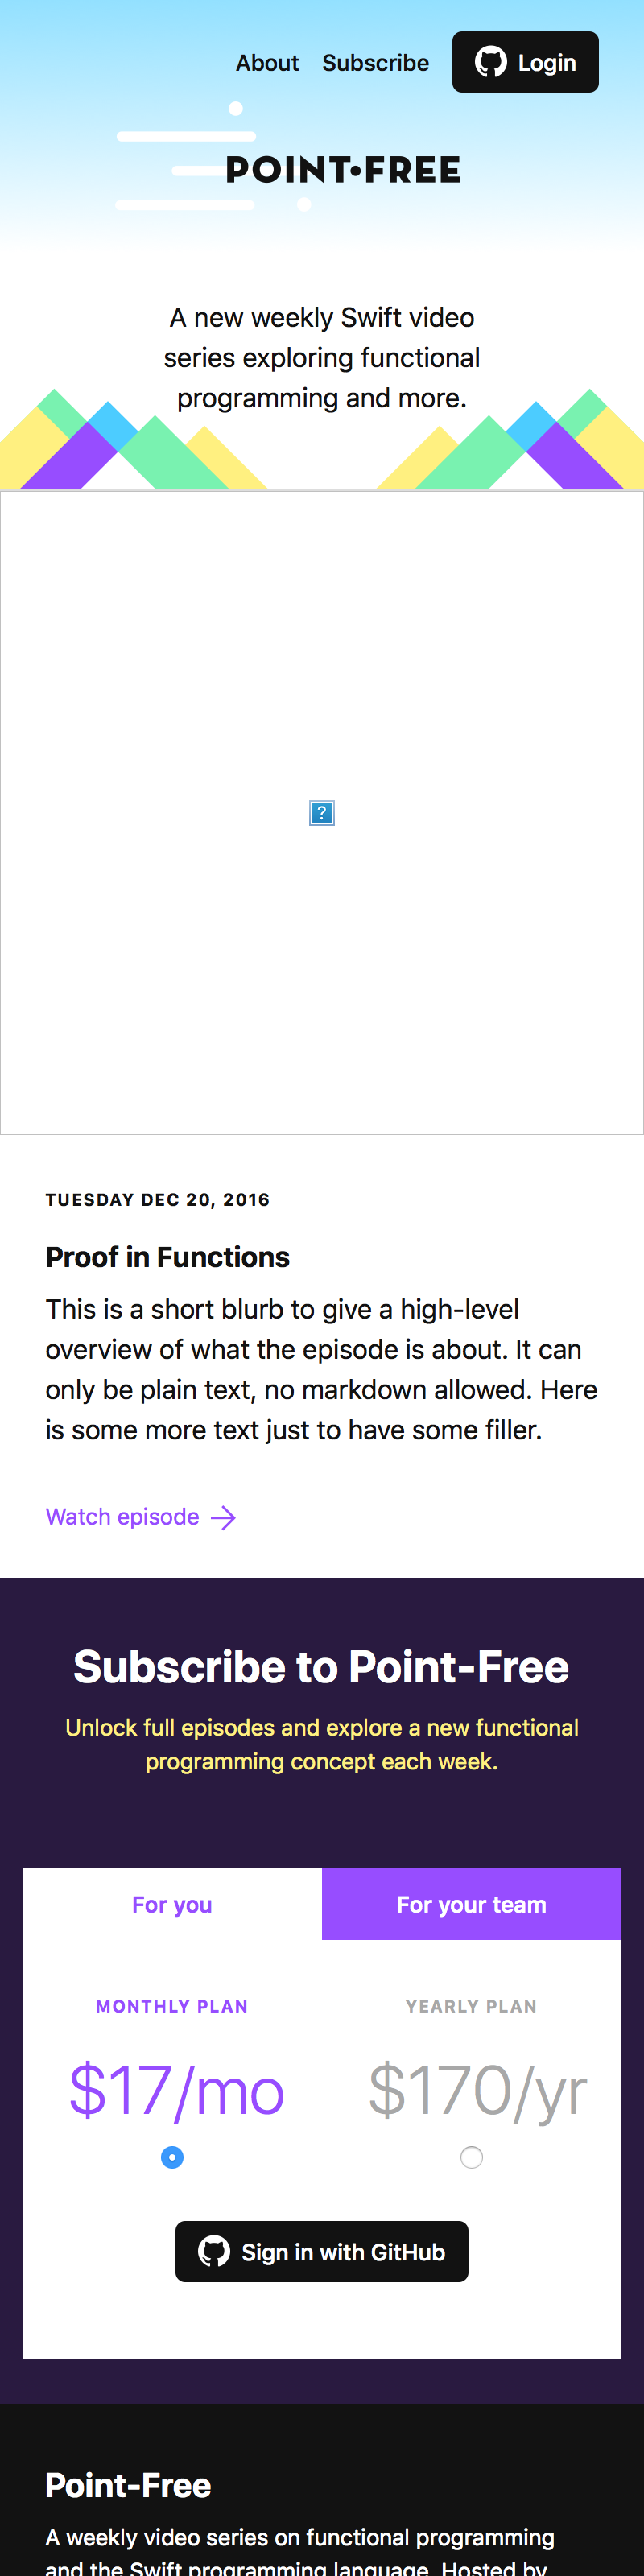 About Subscribe Login
POINT•FREE
A new weekly Swift video
series exploring functional
programming and more.
?
TUESDAY DEC 20, 2016
Proof in Functions
This is a short blurb to give a high-level
overview of what the episode is about. It can
only be plain text, no markdown allowed. Here
is some more text just to have some filler.
Watch episode
Subscribe to Point-Free
Unlock full episodes and explore a new functional
programming concept each week.
For you For your team
MONTHLY PLAN YEARLY PLAN
$17/mo $170/yr
Sign in with GitHub
Point-Free
A weekly video series on functional programming
and the Swift programming language. Hosted by